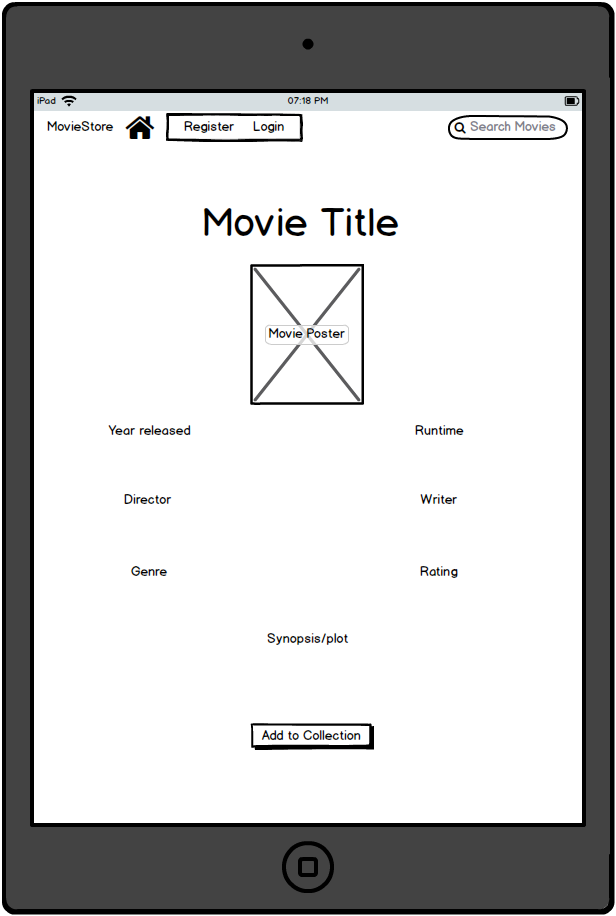 iPad 07:18 PM
MovieStore Register Login Search Movies
Movie Title
Movie Poster
Year released Runtime
Director Writer
Genre Rating
Synopsis/plot
Add to Collection